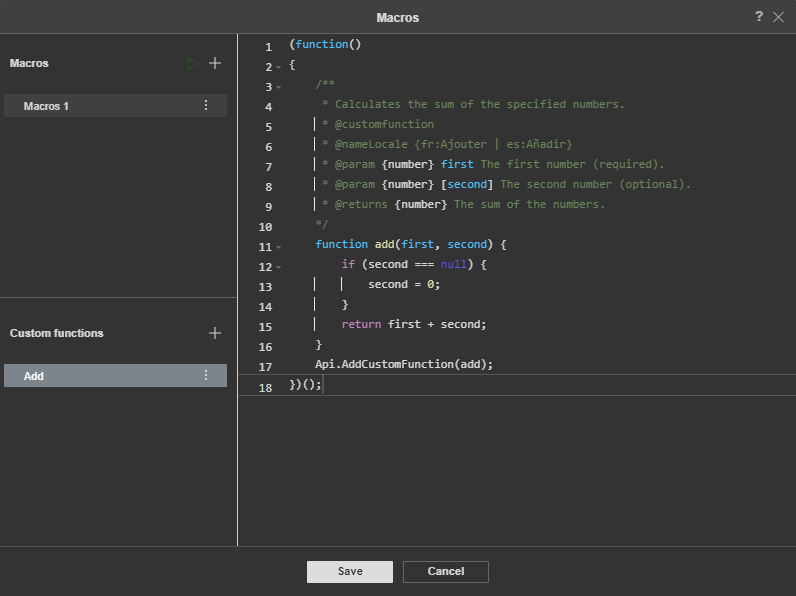 Macros
?
Macros
Macros 1
Custom functions
Add
1 (function()
2 {
3     /**
4      * Calculates the sum of the specified numbers.
5      * @customfunction
6      * @nameLocale {fr:Ajouter | es:Añadir}
7      * @param {number} first The first number (required).
8      * @param {number} [second] The second number (optional).
9      * @returns {number} The sum of the numbers.
10     */
11     function add(first, second) {
12         if (second === null) {
13             second = 0;
14         }
15         return first + second;
16     }
17     Api.AddCustomFunction(add);
18 })();
Save
Cancel